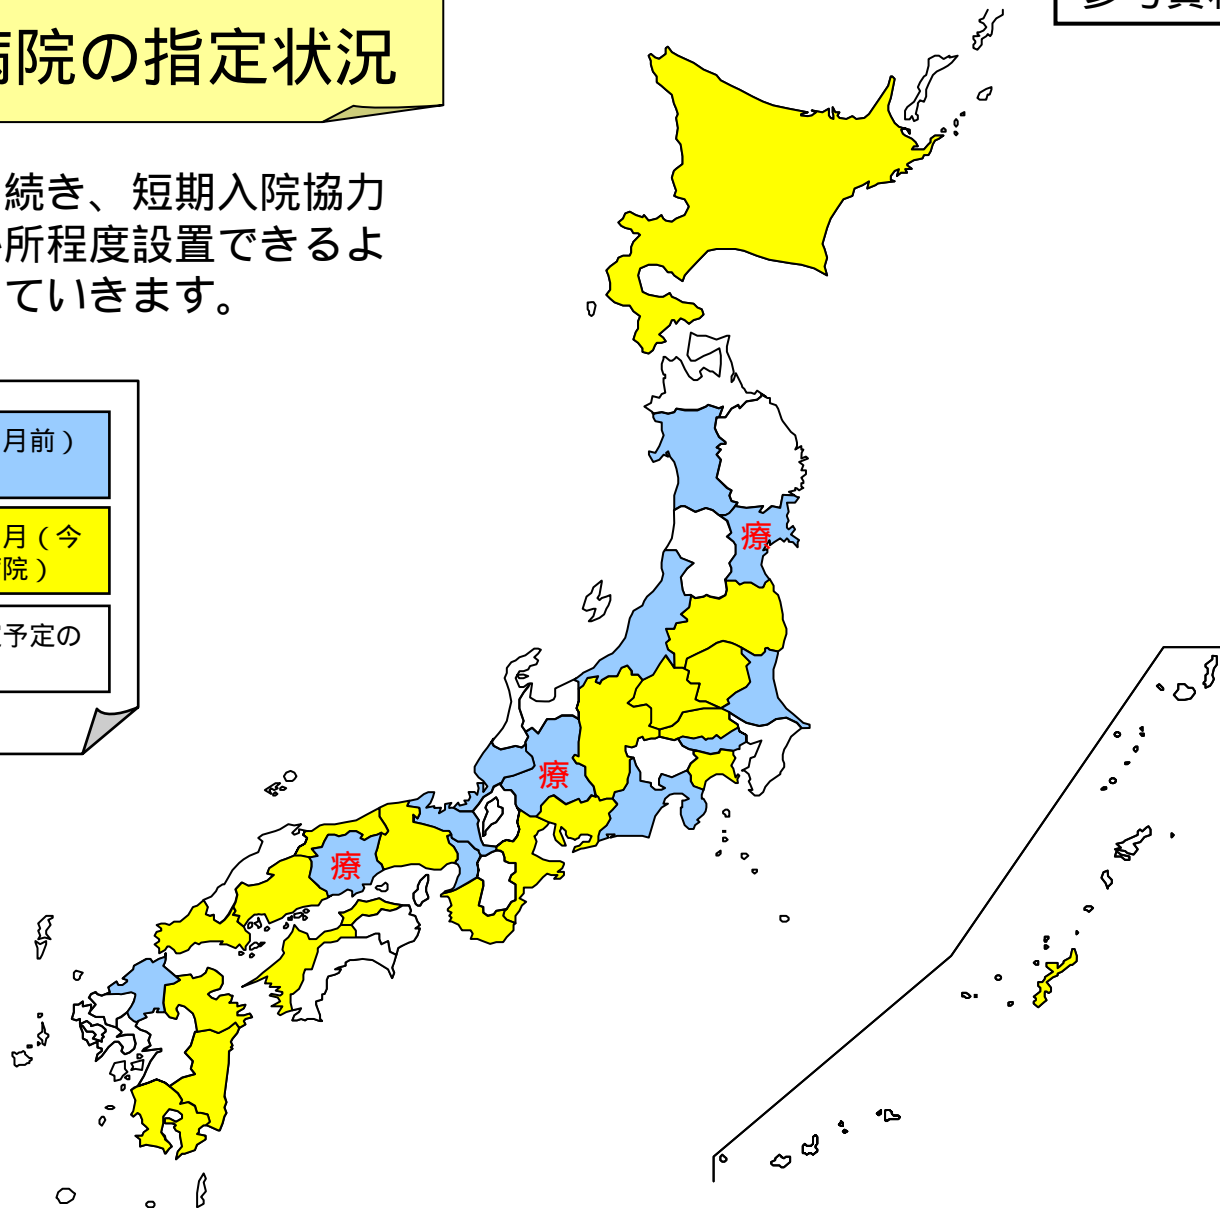 院の指定状況
続き、短期入院協力
所程度設置できるよ
ていきます。
月前）
月（今
院）
予定の
療
療
療